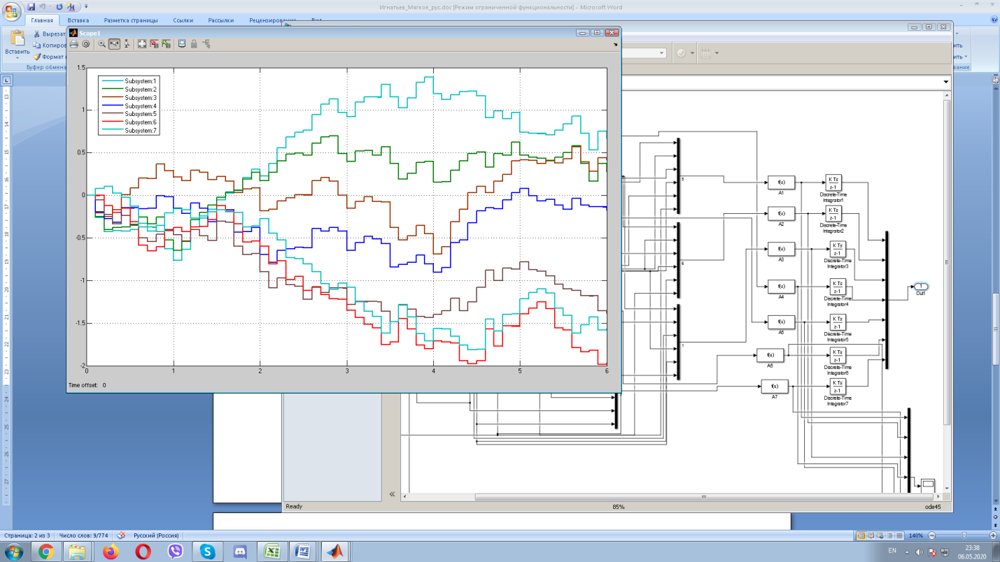 Игнатьев_Мягкое_рус.doc [Режим ограниченной функциональности] - Microsoft Word
Главная Вставка Разметка страницы Ссылки Рассылки Рецензирование Вид
Вставить
Вырезать
Копиров
Формат
Буфер обмена
Scope1
Subsystem:1
Subsystem:2
Subsystem:3
Subsystem:4
Subsystem:5
Subsystem:6
Subsystem:7
1.5
1
0.5
0
-0.5
-1
-1.5
-2
0 1 2 3 4 5 6
Time offset: 0
5
6
1
f(u)
A1
K Ts
z-1
Discrete-Time
Integrator1
f(u)
A2
K Ts
z-1
Discrete-Time
Integrator2
f(u)
A3
K Ts
z-1
Discrete-Time
Integrator3
f(u)
A4
K Ts
z-1
Discrete-Time
Integrator4
f(u)
A5
K Ts
z-1
Discrete-Time
Integrator5
f(u)
A6
K Ts
z-1
Discrete-Time
Integrator6
f(u)
A7
K Ts
z-1
Discrete-Time
Integrator7
1
Out1
Ready 85% ode45
Страница: 2 из 3 Число слов: 9/774 Русский (Россия) 148%
EN
23:38
06.05.2020